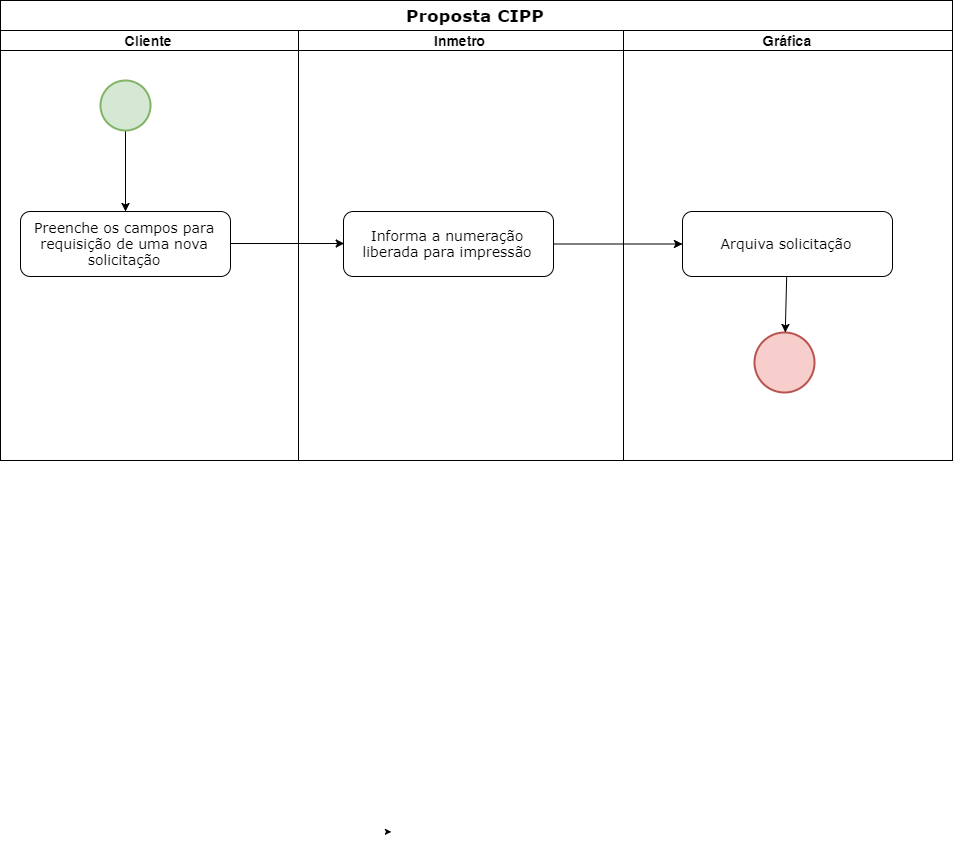 Proposta CIPP
Cliente
Inmetro
Gráfica
Preenche os campos para
requisição de uma nova
solicitação
Informa a numeração
liberada para impressão
Arquiva solicitação